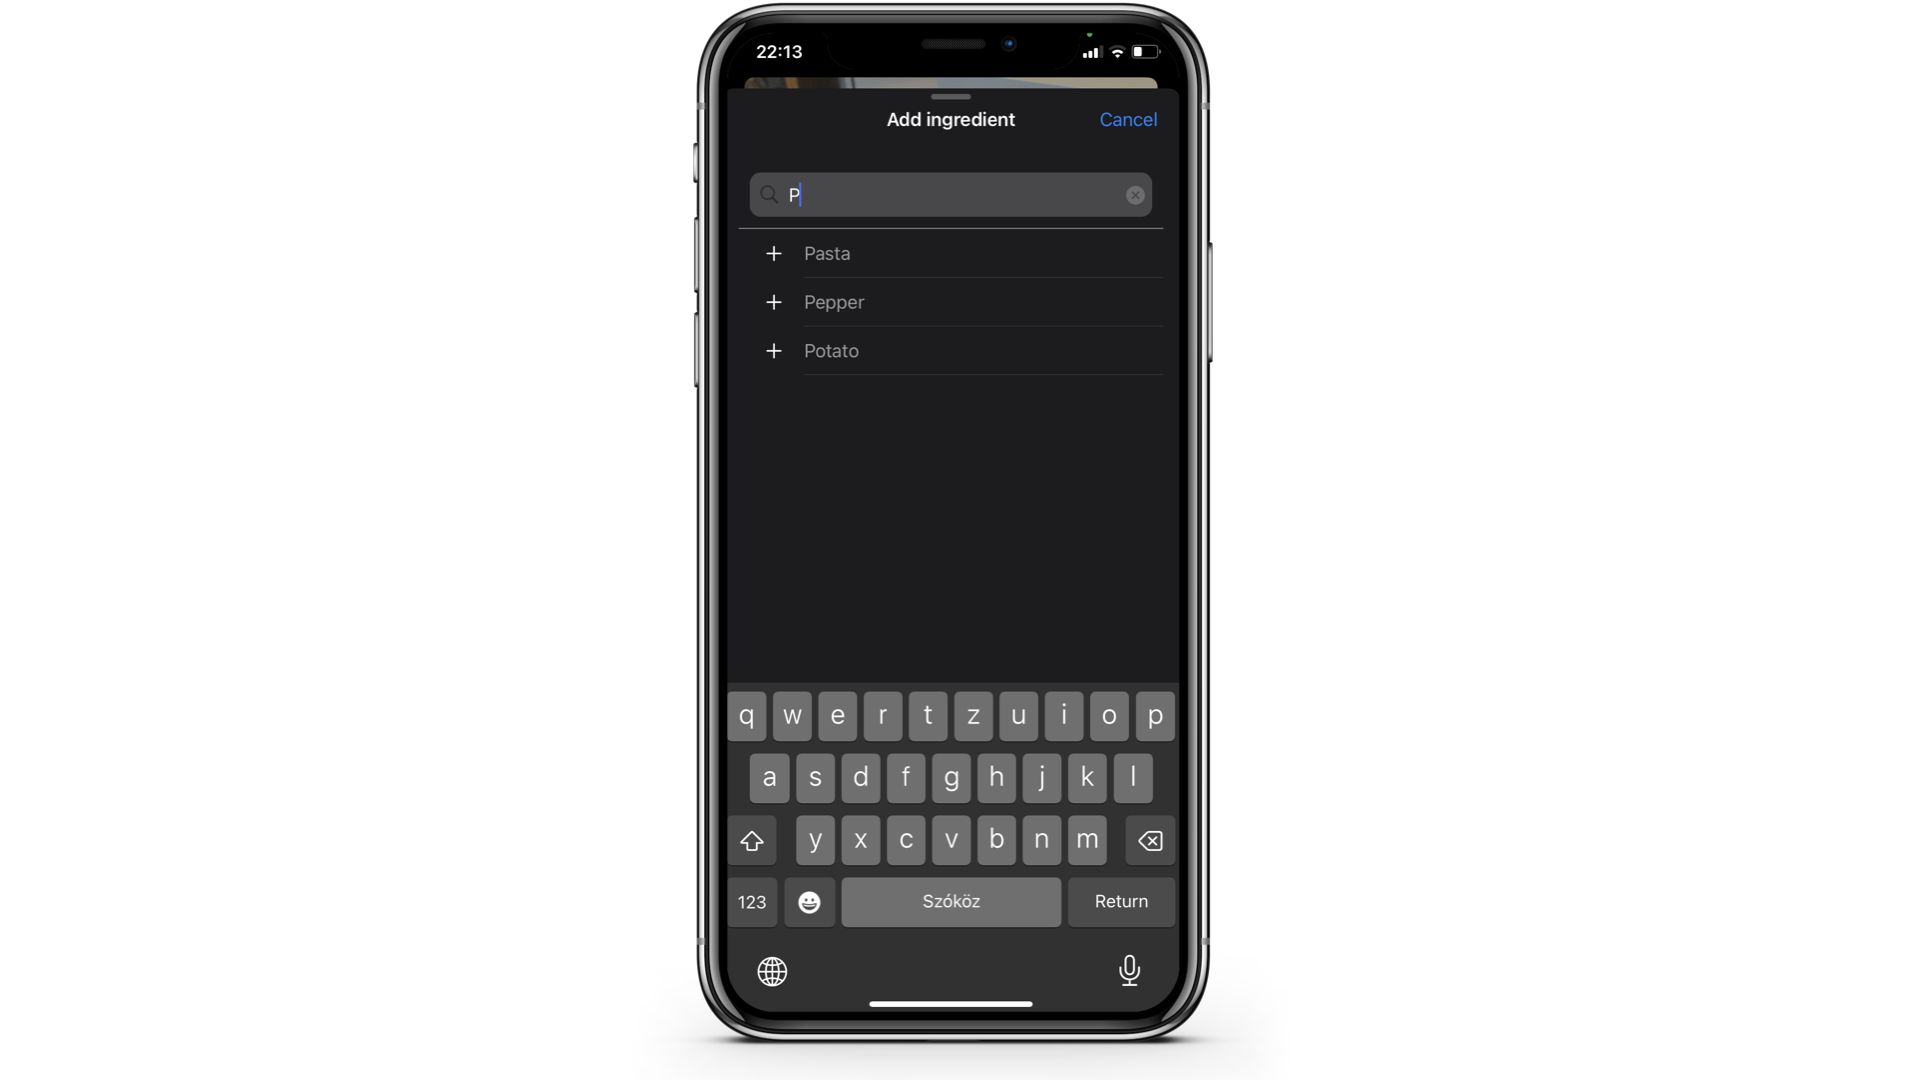 22:13
Add ingredient
Cancel
P
Pasta
Pepper
Potato
q w e r t z u i o p
a s d f g h j k l
y x c v b n m
123 Szóköz Return